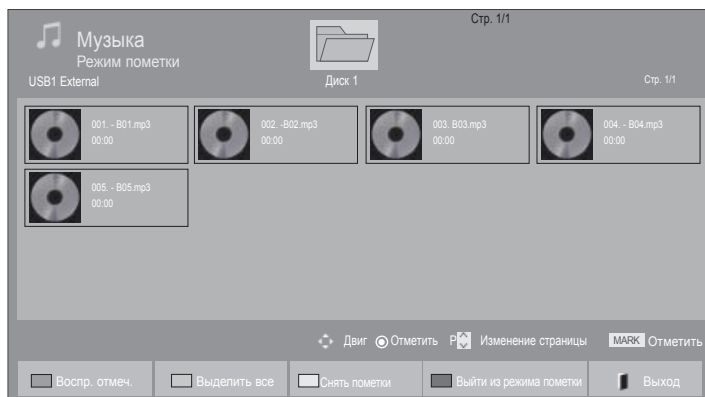 Стр. 1/1
Музыка
Режим пометки
USB1 External
Диск 1
Стр. 1/1
001. - B01.mp3
00:00
002. -B02.mp3
00:00
003. B03.mp3
00:00
004. - B04.mp3
00:00
005. - B05.mp3
00:00
Двиг Отметить P Изменение страницы MARK Отметить
Воспр. отмеч. Выделить все Снять пометки Выйти из режима пометки Выход